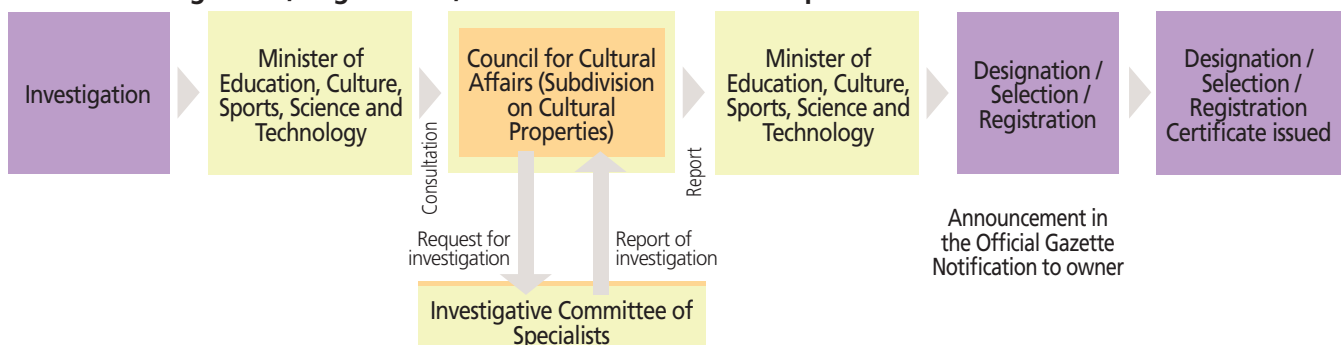 Investigation
Minister of
Education, Culture,
Sports, Science and
Technology
Consultation
Council for Cultural
Affairs (Subdivision
on Cultural
Properties)
Report
Minister of
Education, Culture,
Sports, Science and
Technology
Designation /
Selection /
Registration
Designation /
Selection /
Registration
Certificate issued
Request for
investigation
Report of
investigation
Announcement in
the Official Gazette
Notification to owner
Investigative Committee of
Specialists